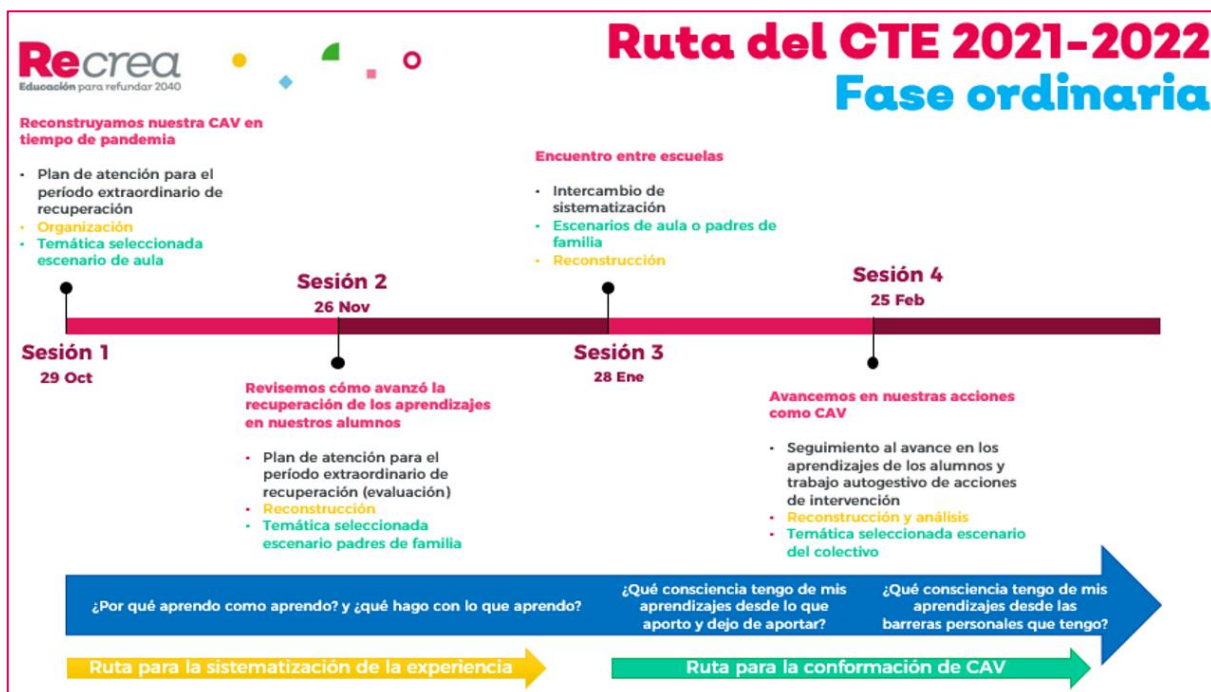 Recrea
Educación para refundar 2040
Ruta del CTE 2021-2022
Fase ordinaria
Reconstruyamos nuestra CAV en
tiempo de pandemia
• Plan de atención para el
período extraordinario de
recuperación
• Organización
• Temática seleccionada
escenario de aula
Encuentro entre escuelas
• Intercambio de
sistematización
• Escenarios de aula o padres de
familia
• Reconstrucción
Sesión 2
26 Nov
Sesión 4
25 Feb
Sesión 1
29 Oct
Sesión 3
28 Ene
Revisemos cómo avanzó la
recuperación de los aprendizajes
en nuestros alumnos
• Plan de atención para el
período extraordinario de
recuperación (evaluación)
• Reconstrucción
• Temática seleccionada
escenario padres de familia
Avancemos en nuestras acciones
como CAV
• Seguimiento al avance en los
aprendizajes de los alumnos y
trabajo autogestivo de acciones
de intervención
• Reconstrucción y análisis
• Temática seleccionada escenario
del colectivo
¿Por qué aprendo como aprendo? y ¿qué hago con lo que aprendo?
¿Qué consciencia tengo de mis
aprendizajes desde lo que
aporto y dejo de aportar?
¿Qué consciencia tengo de mis
aprendizajes desde las
barreras personales que tengo?
Ruta para la sistematización de la experiencia
Ruta para la conformación de CAV